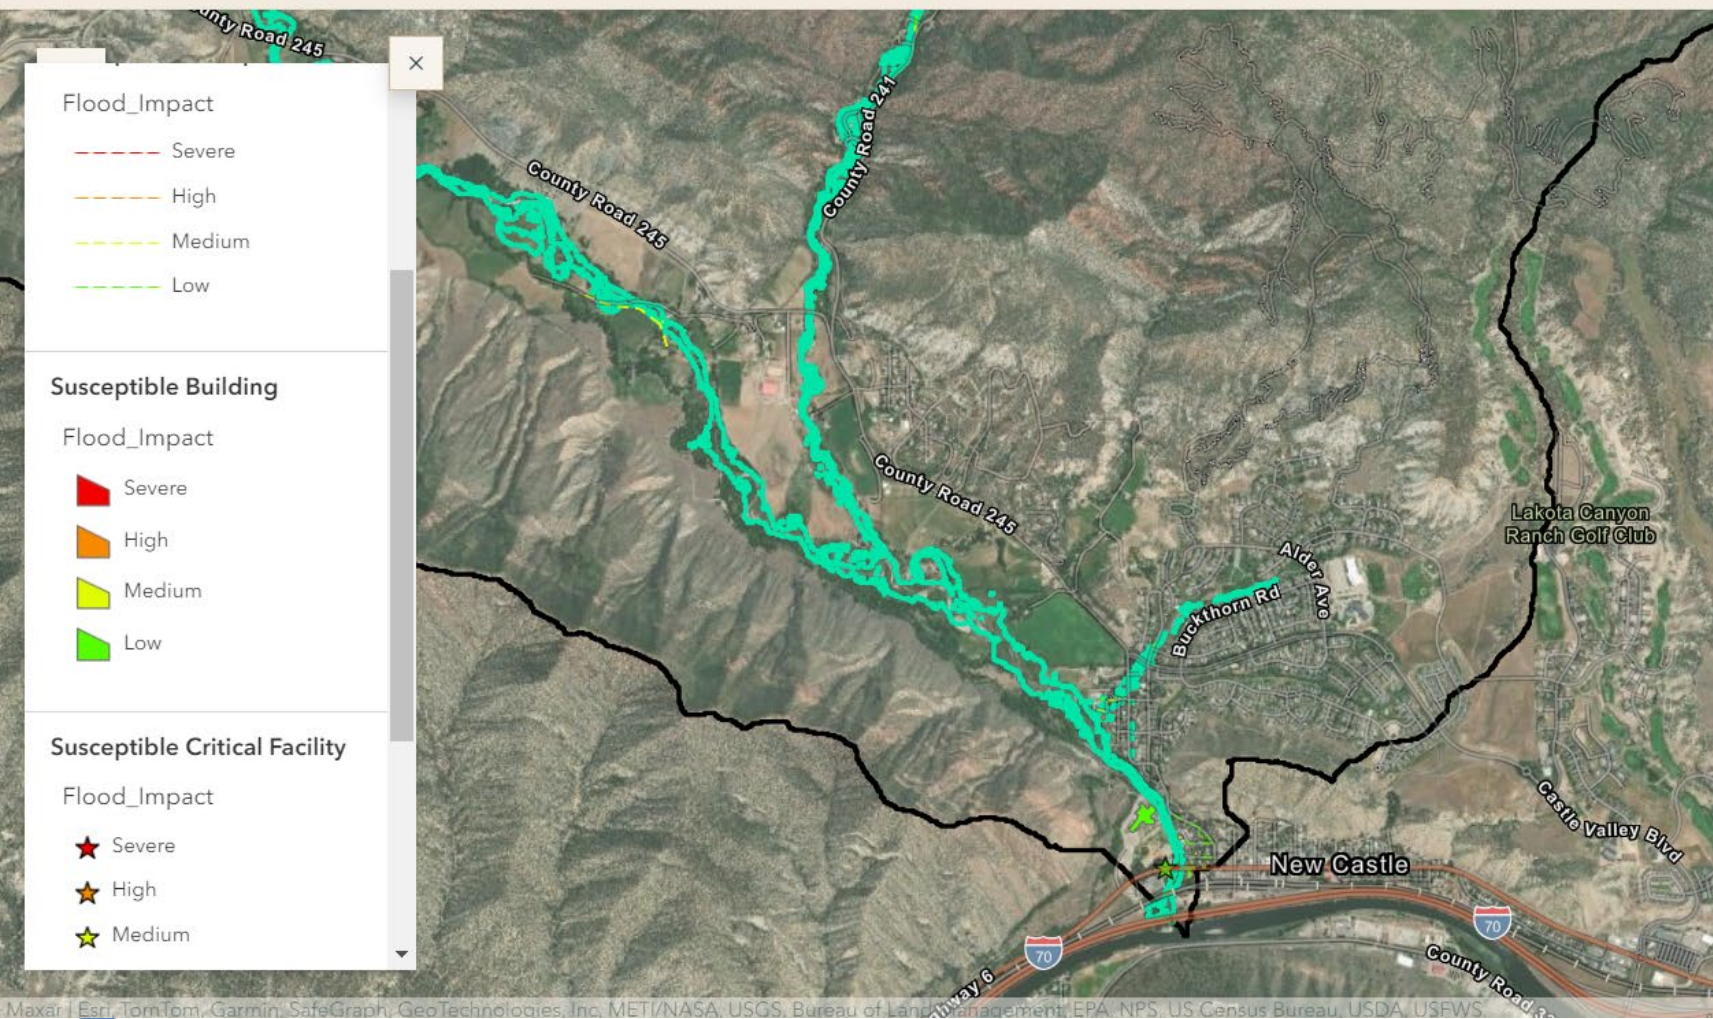 County Road 245
×
Flood_Impact
Severe
High
Medium
Low
Susceptible Building
Flood_Impact
Severe
High
Medium
Low
Susceptible Critical Facility
Flood_Impact
Severe
High
Medium
County Road 241
County Road 245
County Road 245
Lakota Canyon
Ranch Golf Club
Alder Ave
Buckthorn Rd
Castle Valley Blvd
New Castle
70
70
County Road
Maxar | Esri, TomTom, Garmin, SafeGraph, GeoTechnologies, Inc, METI/NASA, USGS, Bureau of Land Management, EPA, NPS, US Census Bureau, USDA, USFWS